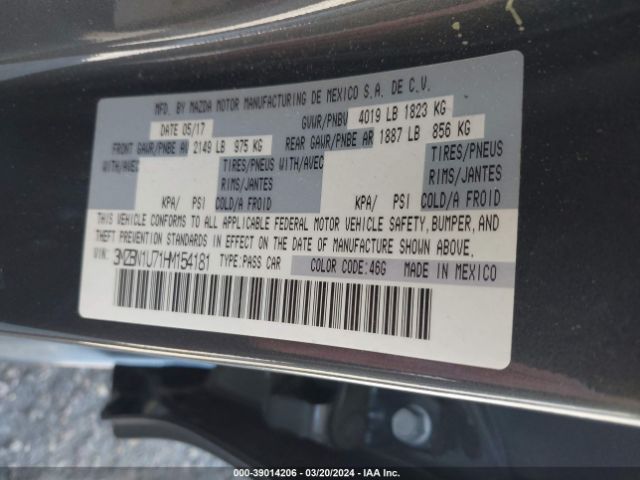 MFD. BY MAZDA MOTOR MANUFACTURING DE MEXICO S.A. DE C.V.
DATE 05/17 GVWR/PNBV 4019 LB 1823 KG
FRONT GAWR/PNBE AV 2149 LB 975 KG REAR GAWR/PNBE AR 1887 LB 856 KG
WITH/AVEC TIRES/PNEUS WITH/AVEC TIRES/PNEUS
RIMS/JANTES RIMS/JANTES
KPA/ PSI COLD/A FROID KPA/ PSI COLD/A FROID
THIS VEHICLE CONFORMS TO ALL APPLICABLE FEDERAL MOTOR VEHICLE SAFETY, BUMPER, AND
THEFT PREVENTION STANDARDS IN EFFECT ON THE DATE OF MANUFACTURE SHOWN ABOVE.
VIN: 3MZBN1U71HM154181 TYPE:PASS CAR COLOR CODE:46G MADE IN MEXICO
000-39014206 — 03/20/2024 — IAA Inc.